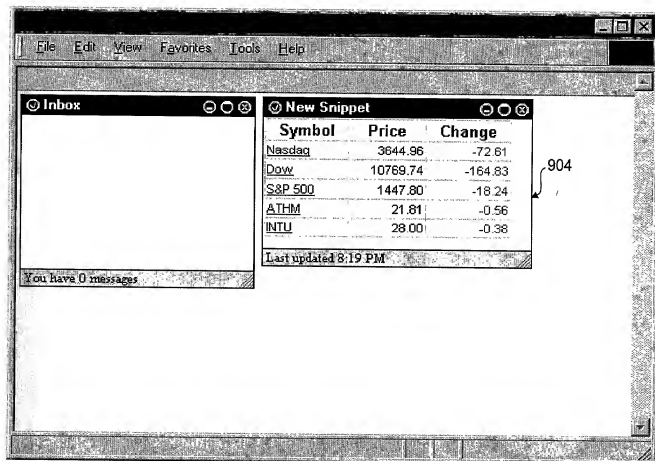 File Edit View Favorites Tools Help
Inbox
You have 0 messages
New Snippet
Symbol Price Change
Nasdaq 3644.96 -72.61
Dow 10769.74 -164.83
S&P 500 1447.80 -18.24
ATHM 21.81 -0.56
INTU 28.00 -0.38
Last updated 8:19 PM
904